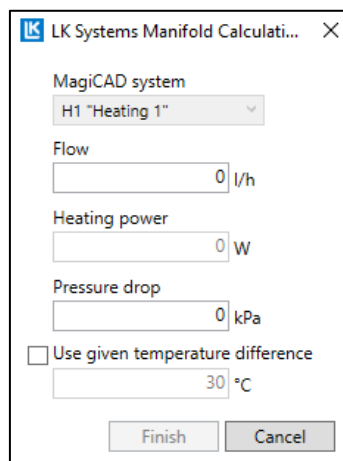 LK LK Systems Manifold Calculati...
MagiCAD system
H1 "Heating 1"
Flow
0 l/h
Heating power
0 W
Pressure drop
0 kPa
Use given temperature difference
30 °C
Finish Cancel